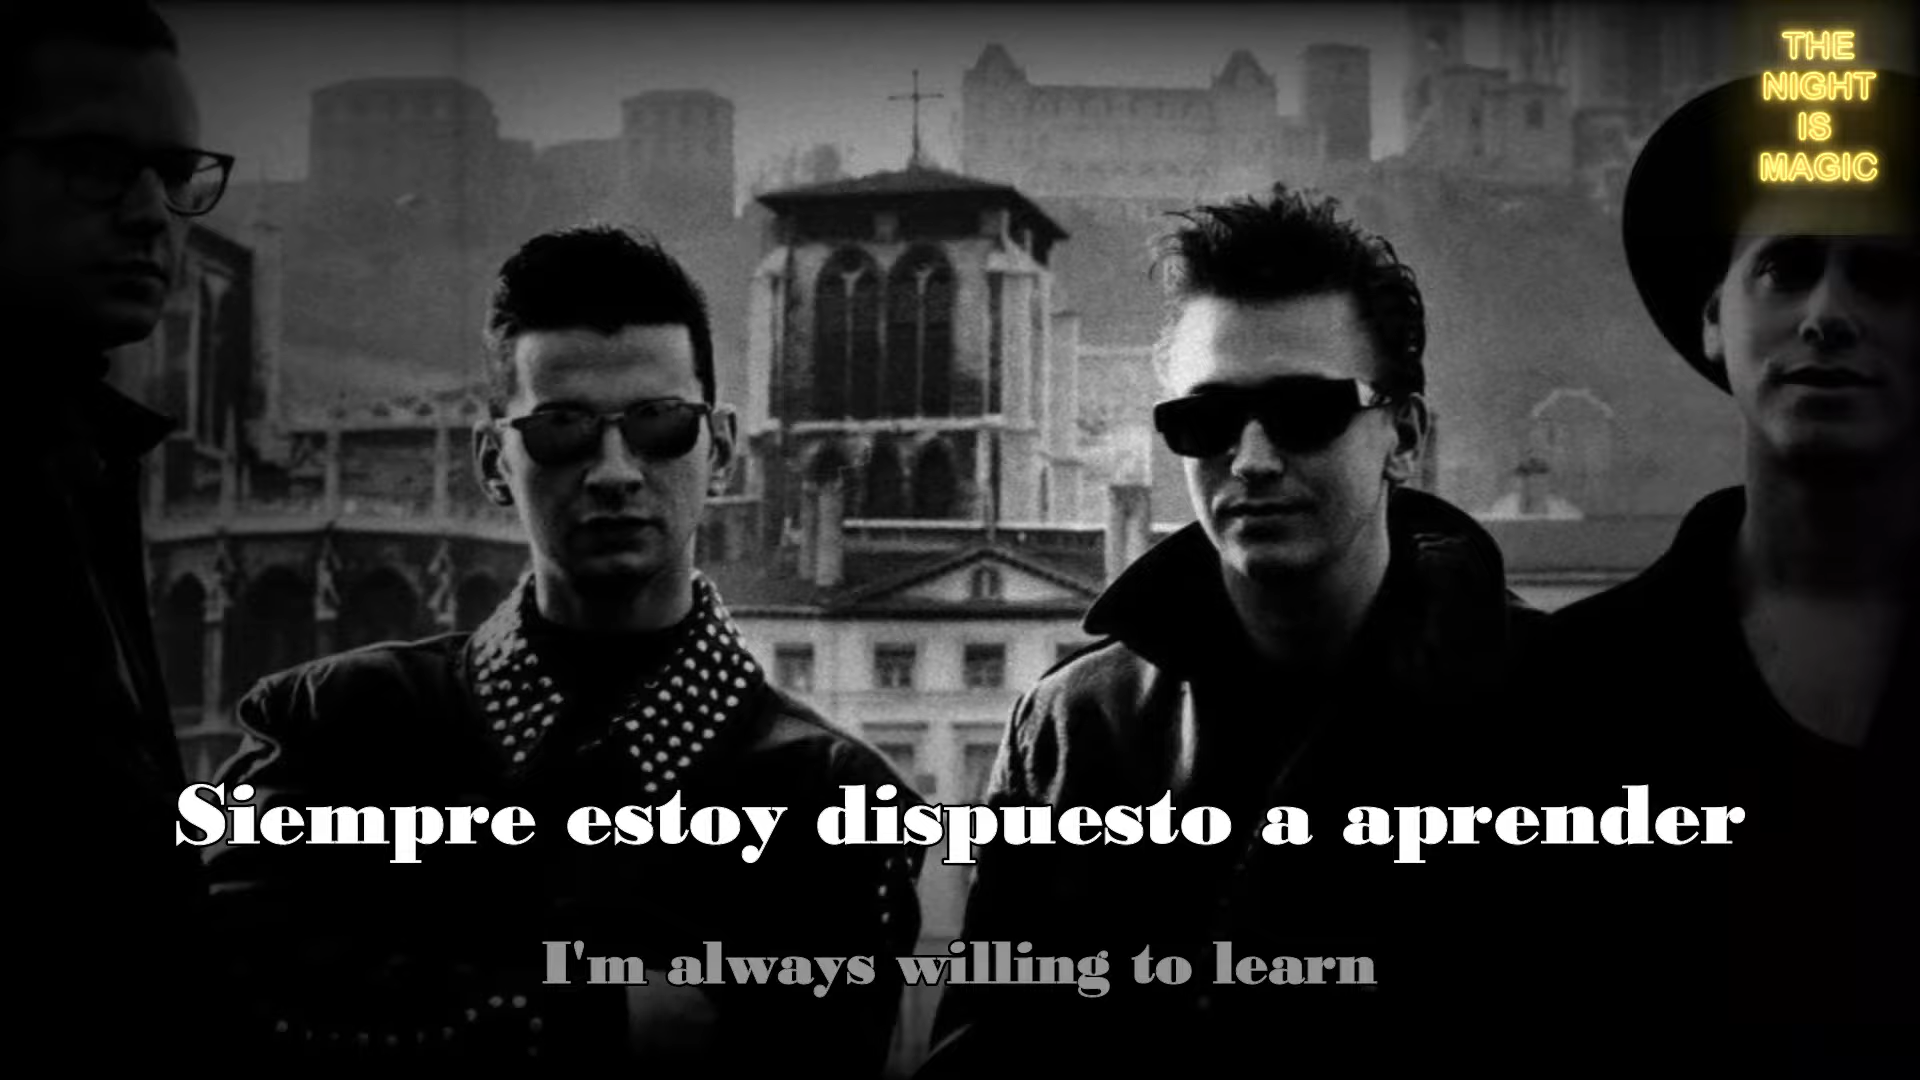 THE
NIGHT
IS
MAGIC
Siempre estoy dispuesto a aprender
I'm always willing to learn